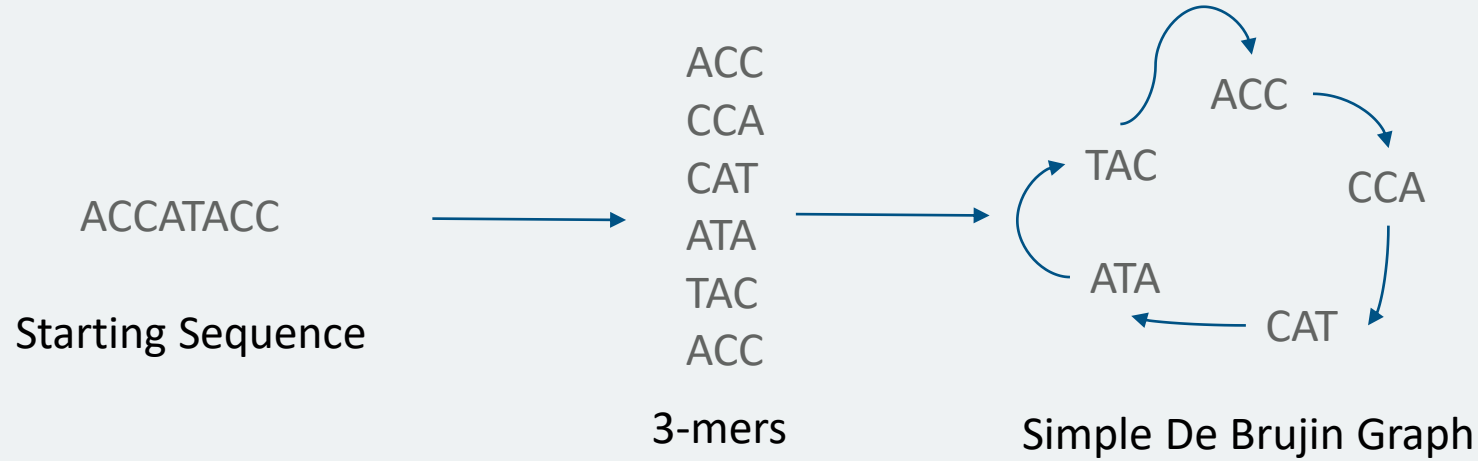 ACCATACC
Starting Sequence
ACC
CCA
CAT
ATA
TAC
ACC
3-mers
ACC
CCA
CAT
ATA
TAC
Simple De Brujin Graph